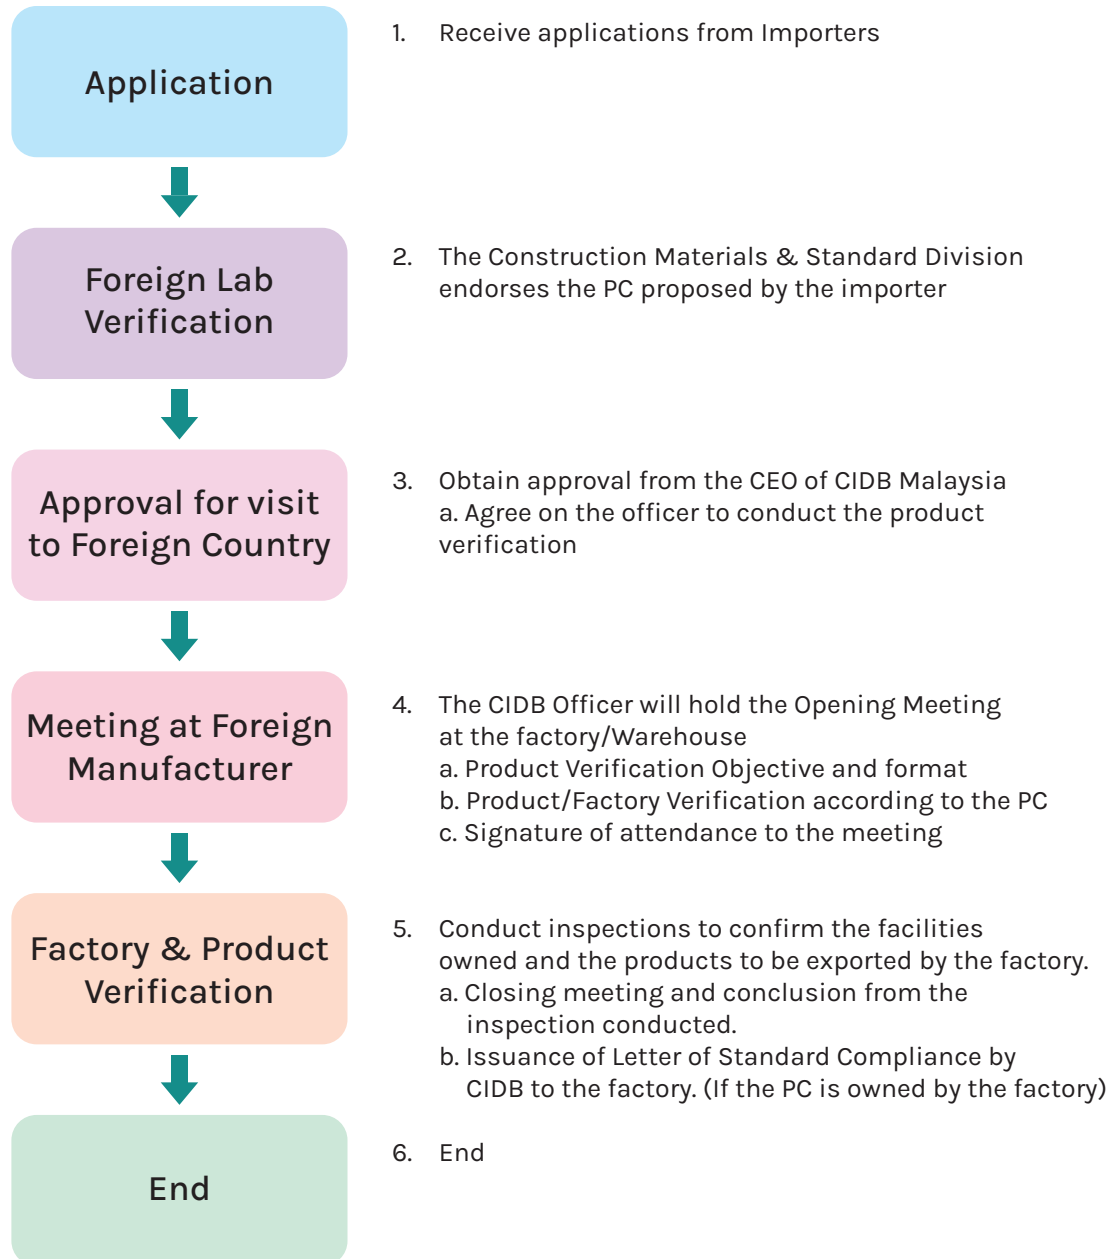 Application
1. Receive applications from Importers
Foreign Lab
Verification
2. The Construction Materials & Standard Division
endorses the PC proposed by the importer
Approval for visit
to Foreign Country
3. Obtain approval from the CEO of CIDB Malaysia
a. Agree on the officer to conduct the product
verification
Meeting at Foreign
Manufacturer
4. The CIDB Officer will hold the Opening Meeting
at the factory/Warehouse
a. Product Verification Objective and format
b. Product/Factory Verification according to the PC
c. Signature of attendance to the meeting
Factory & Product
Verification
5. Conduct inspections to confirm the facilities
owned and the products to be exported by the factory.
a. Closing meeting and conclusion from the
inspection conducted.
b. Issuance of Letter of Standard Compliance by
CIDB to the factory. (If the PC is owned by the factory)
End
6. End